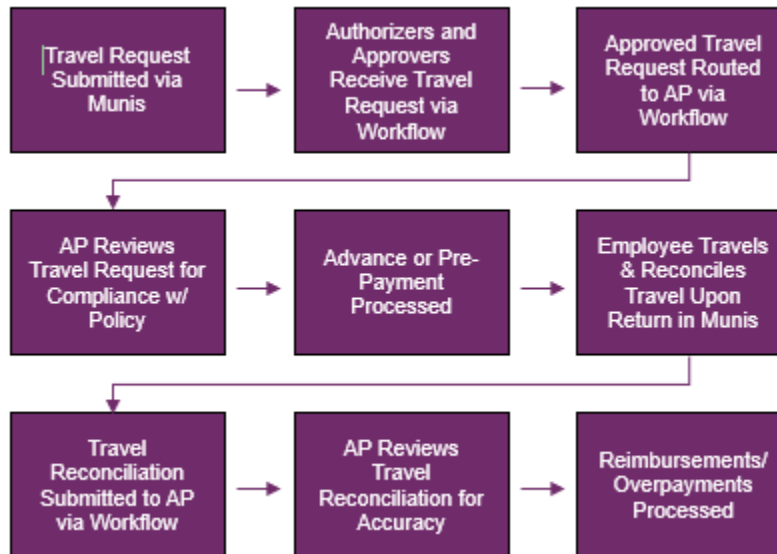 Travel Request
Submitted via
Munis
Authorizers and
Approvers
Receive Travel
Request via
Workflow
Approved Travel
Request Routed
to AP via
Workflow
AP Reviews
Travel Request for
Compliance w/
Policy
Advance or Pre-
Payment
Processed
Employee Travels
& Reconciles
Travel Upon
Return in Munis
Travel
Reconciliation
Submitted to AP
via Workflow
AP Reviews
Travel
Reconciliation for
Accuracy
Reimbursements/
Overpayments
Processed